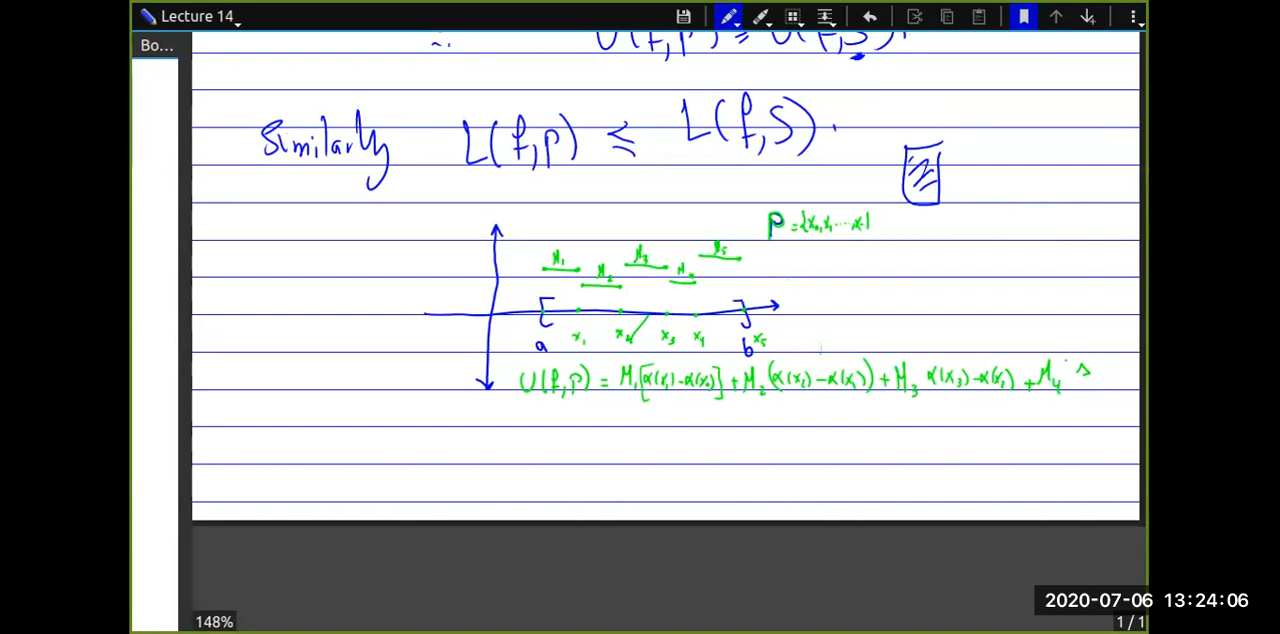 Lecture 14
Bo...
U(f,p) ≥ U(f,S).
Similarly L(f,p) ≤ L(f,S).
P = {x₀,x₁,....x
M₁ M₂ M₃ M₄ M₅
x₁ x₂ x₃ x₄ x₅
a b
U(f,p) = M₁[α(x₁)-α(x₀)] + M₂(α(x₂)-α(x₁)) + M₃ α(x₃)-α(x₂) + M₄
148%
2020-07-06 13:24:06
1 / 1